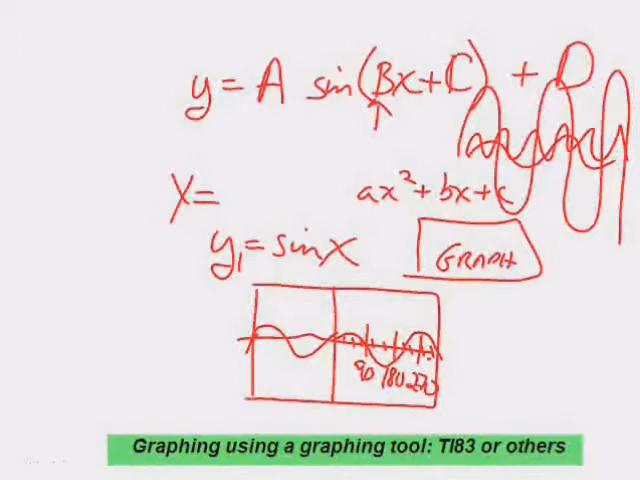 y = A sin(Bx + C) + D
Y = ax² + bx + c
y₁ = sin x GRAPH
90 180 270
Graphing using a graphing tool: TI83 or others